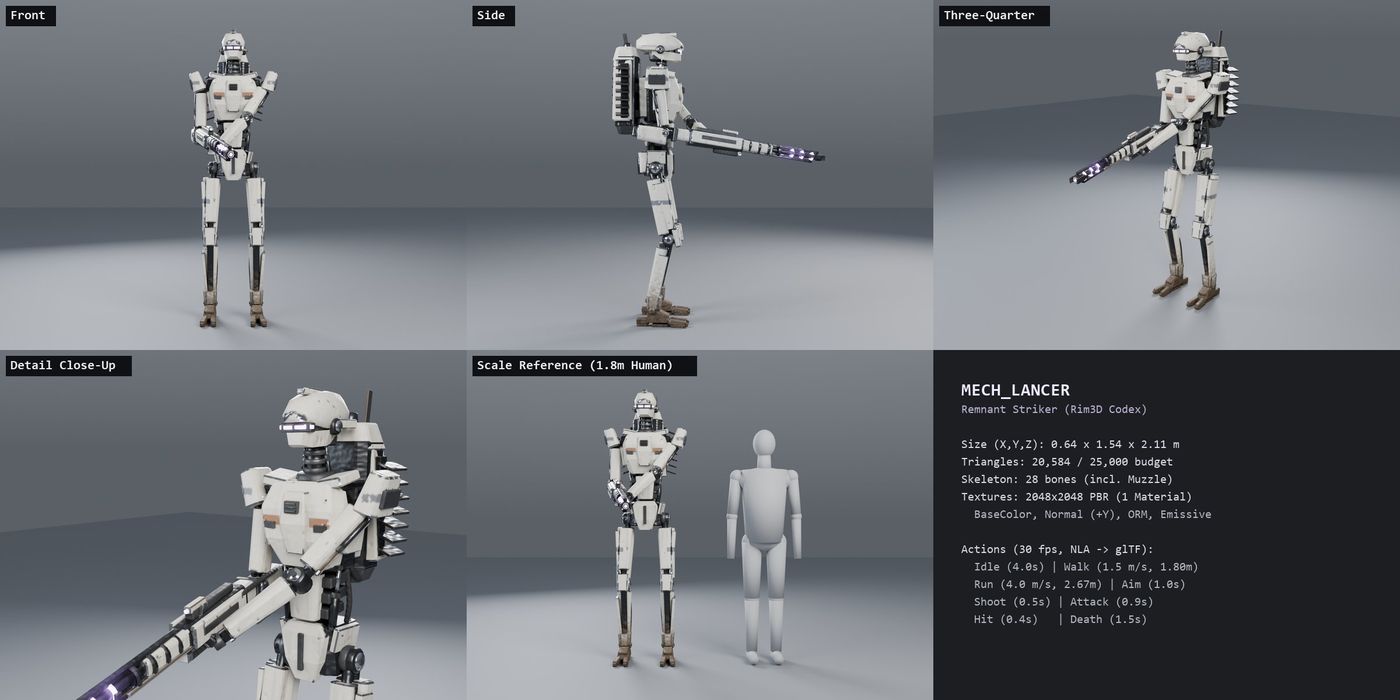 Front
Side
Three-Quarter
Detail Close-Up
Scale Reference (1.8m Human)
MECH_LANCER
Remnant Striker (Rim3D Codex)
Size (X,Y,Z): 0.64 x 1.54 x 2.11 m
Triangles: 20,584 / 25,000 budget
Skeleton: 28 bones (incl. Muzzle)
Textures: 2048x2048 PBR (1 Material)
BaseColor, Normal (+Y), ORM, Emissive
Actions (30 fps, NLA -> glTF):
Idle (4.0s) | Walk (1.5 m/s, 1.80m)
Run (4.0 m/s, 2.67m) | Aim (1.0s)
Shoot (0.5s) | Attack (0.9s)
Hit (0.4s)   | Death (1.5s)